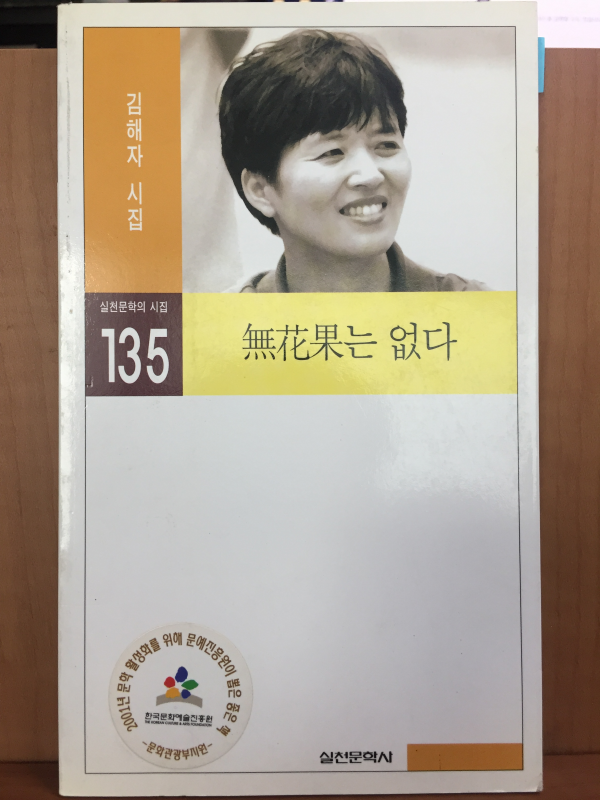 김해자 시집
실천문학의 시집
135
無花果는 없다
2001년 문학 활성화를 위해 문예진흥원이 뽑은 좋은 책
한국문화예술진흥원
THE KOREAN CULTURE & ARTS FOUNDATION
-문화관광부지원-
실천문학사